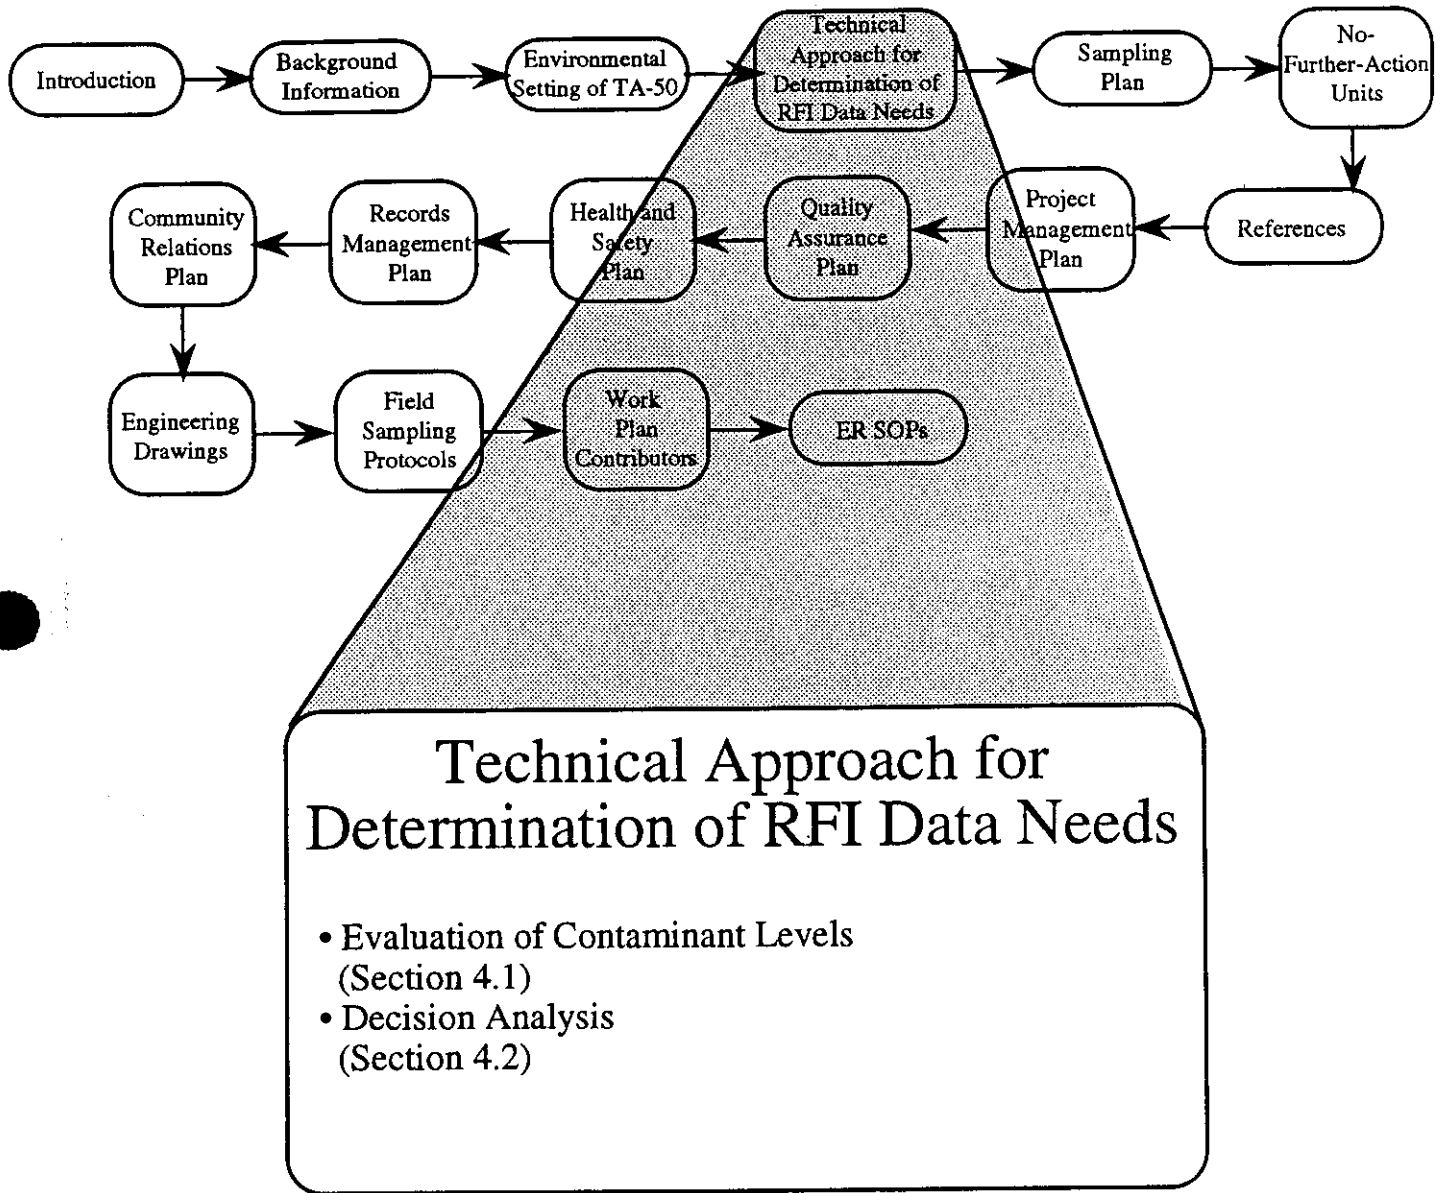 Introduction
Background
Information
Environmental
Setting of TA-50
Technical
Approach for
Determination of
RFI Data Needs
Sampling
Plan
No-
Further-Action
Units
References
Project
Management
Plan
Quality
Assurance
Plan
Health and
Safety
Plan
Records
Management
Plan
Community
Relations
Plan
Engineering
Drawings
Field
Sampling
Protocols
Work
Plan
Contributors
ER SOPs
Technical Approach for
Determination of RFI Data Needs
• Evaluation of Contaminant Levels
(Section 4.1)
• Decision Analysis
(Section 4.2)